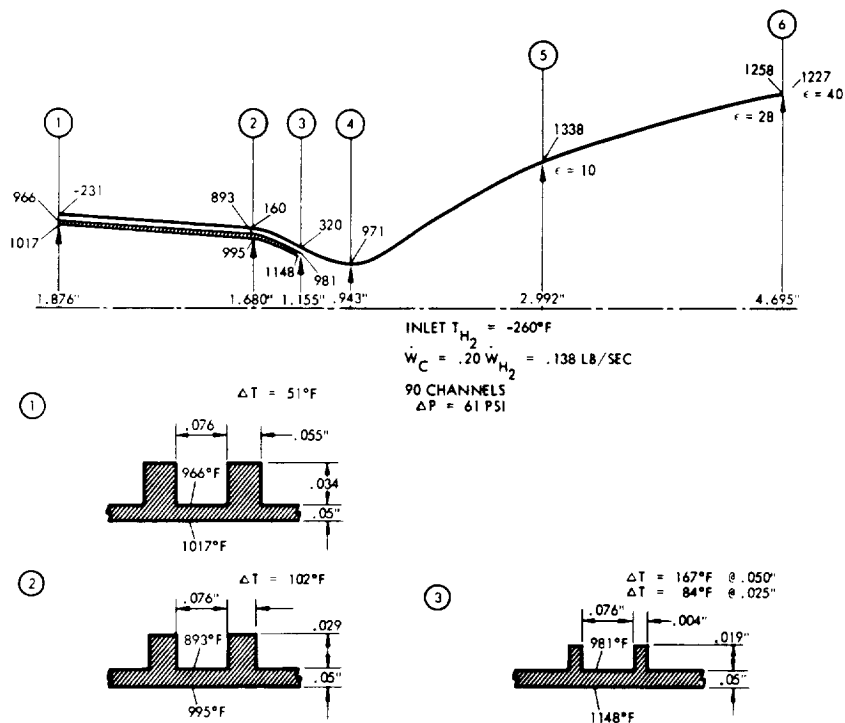 1
2
3
4
5
6
966
-231
1017
893
160
995
320
1148
981
971
1338
ϵ = 10
1258
1227
ϵ = 40
ϵ = 28
1.876"
1.680"
1.155"
.943"
2.992"
4.695"
INLET T H2 = -260°F
Ẇ C = .20 Ẇ H2 = .138 LB/SEC
90 CHANNELS
ΔP = 61 PSI
1
ΔT = 51°F
.076
.055"
966°F
.034
.05"
1017°F
2
ΔT = 102°F
.076"
893°F
.029
.05"
995°F
3
ΔT = 167°F @ .050"
ΔT = 84°F @ .025"
.076"
.004"
981°F
.019"
.05"
1148°F